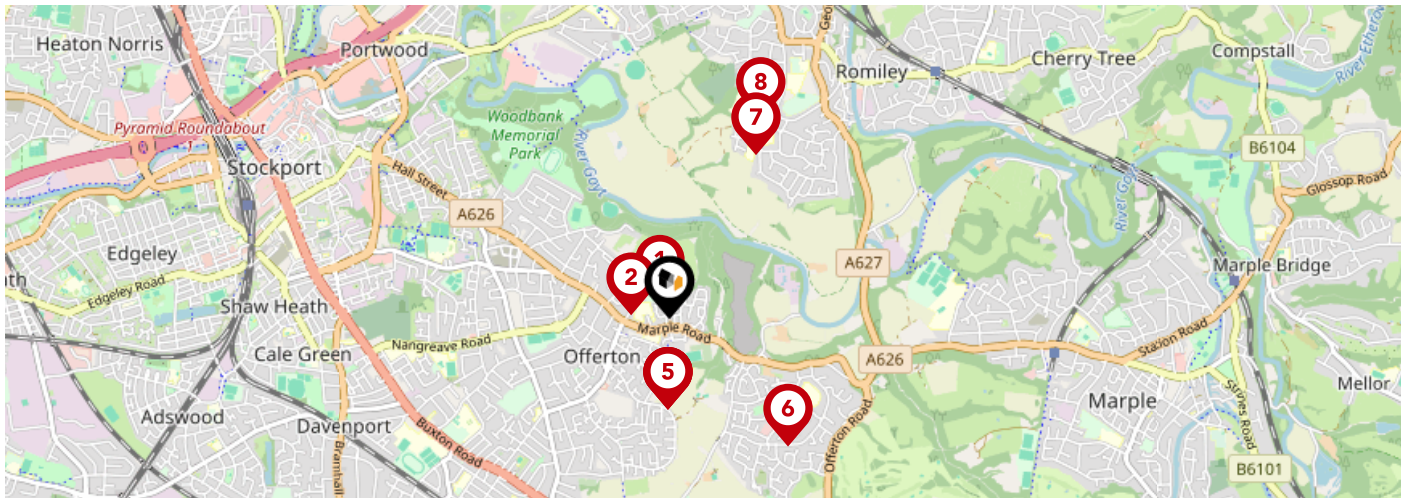 Heaton Norris
Portwood
Romiley
Cherry Tree
Compstall
River Etherow
Pyramid Roundabout
Woodbank
Memorial
Park
River Goyt
8
7
Stockport
Hall Street
A626
B6104
Glossop Road
River Goyt
Edgeley
Edgeley Road
Shaw Heath
1
2
A627
Marple Bridge
Cale Green
Nangreave Road
Marple Road
Offerton
5
A626
Station Road
Adswood
Davenport
Buxton Road
6
Offerton Road
Marple
Mellor
Strines Road
B6101